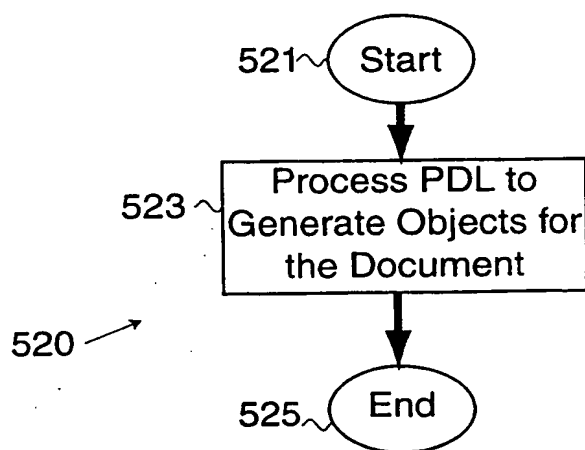 521 Start
523 Process PDL to
Generate Objects for
the Document
520
525 End